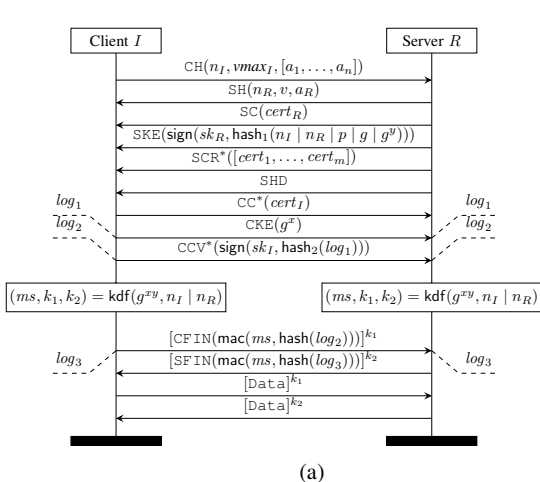 Client I Server R
CH(n_I, vmax_I, [a_1, . . . , a_n])
SH(n_R, v, a_R)
SC(cert_R)
SKE(sign(sk_R, hash_1(n_I | n_R | p | g | g^y)))
SCR*([cert_1, . . . , cert_m])
SHD
CC*(cert_I)
log_1 log_1
CKE(g^x)
log_2 log_2
CCV*(sign(sk_I, hash_2(log_1)))
(ms, k_1, k_2) = kdf(g^{xy}, n_I | n_R) (ms, k_1, k_2) = kdf(g^{xy}, n_I | n_R)
[CFIN(mac(ms, hash(log_2)))]^{k_1}
log_3 log_3
[SFIN(mac(ms, hash(log_3)))]^{k_2}
[Data]^{k_1}
[Data]^{k_2}
(a)